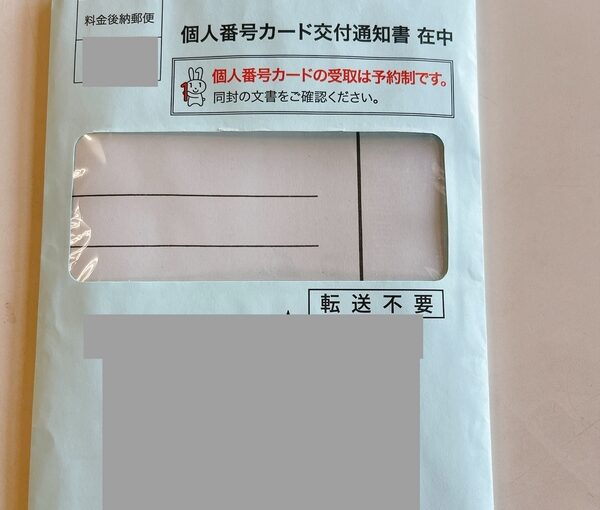 料金後納郵便
個人番号カード交付通知書 在中
個人番号カードの受取は予約制です。
同封の文書をご確認ください。
転送不要